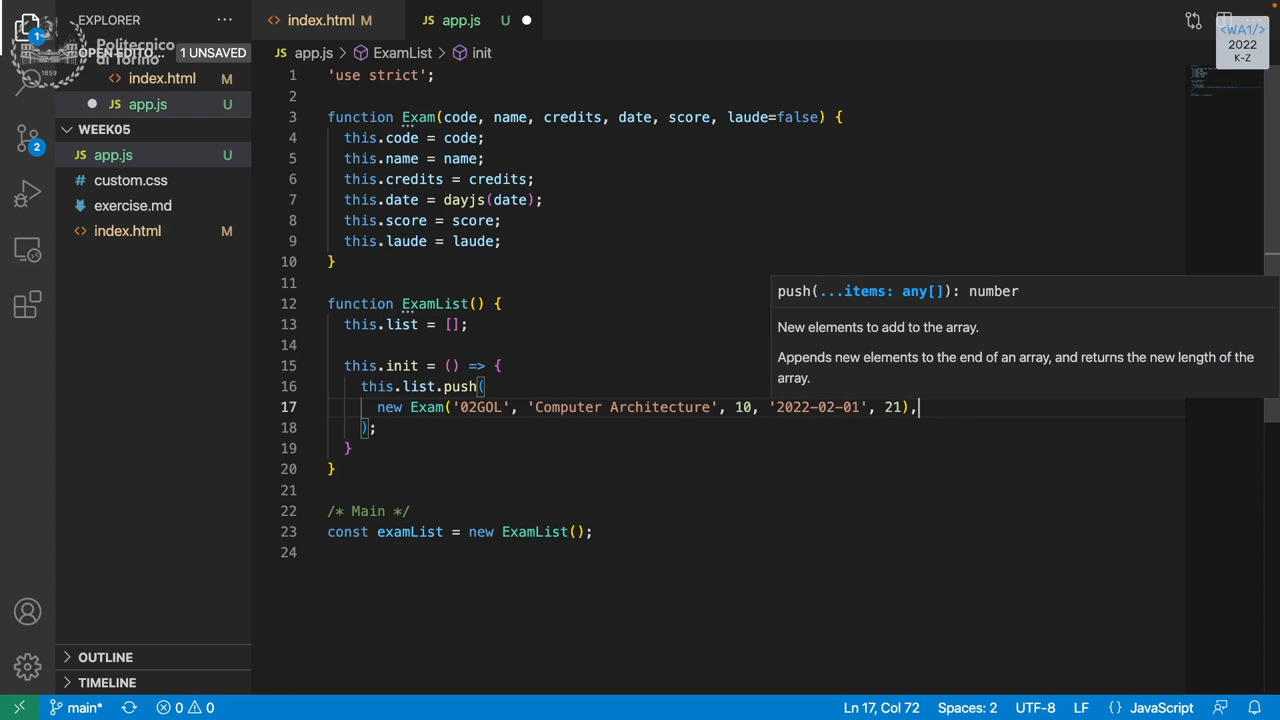 EXPLORER
OPEN EDITO... 1 UNSAVED
index.html M
app.js U
WEEK05
app.js U
custom.css
exercise.md
index.html M
OUTLINE
TIMELINE
Politecnico
di Torino
1859
1
2
index.html M
JS app.js U
JS app.js > ExamList > init
<WA1/>
2022
K-Z
1 'use strict';
2
3 function Exam(code, name, credits, date, score, laude=false) {
4 this.code = code;
5 this.name = name;
6 this.credits = credits;
7 this.date = dayjs(date);
8 this.score = score;
9 this.laude = laude;
10 }
11
12 function ExamList() {
13 this.list = [];
14
15 this.init = () => {
16 this.list.push(
17 new Exam('02GOL', 'Computer Architecture', 10, '2022-02-01', 21),
18 );
19 }
20 }
21
22 /* Main */
23 const examList = new ExamList();
24
push(...items: any[]): number
New elements to add to the array.
Appends new elements to the end of an array, and returns the new length of the
array.
main* 0 0 Ln 17, Col 72 Spaces: 2 UTF-8 LF {} JavaScript